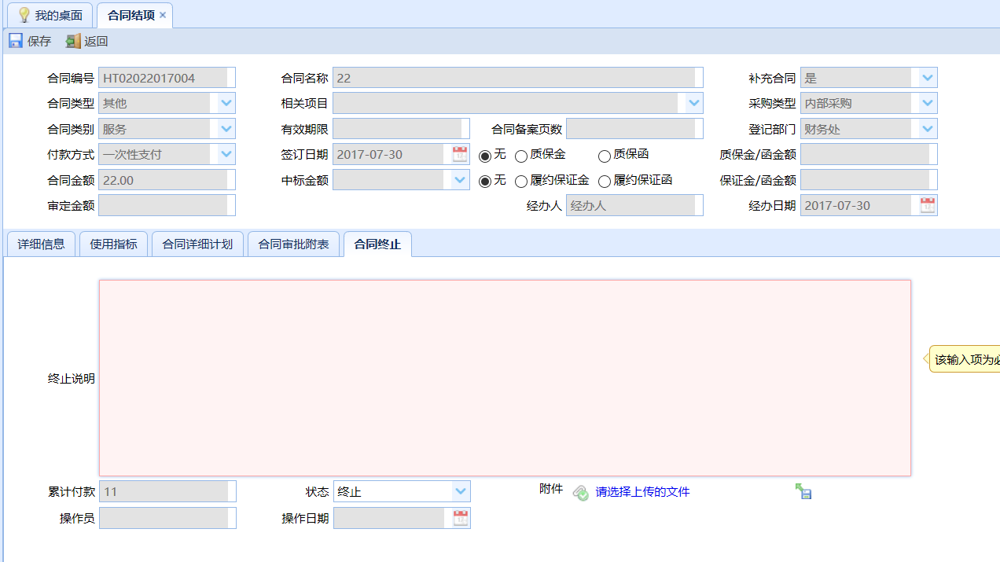 我的桌面 合同结项 ×
保存 返回
合同编号 HT02022017004 合同名称 22 补充合同 是
合同类型 其他 相关项目 采购类型 内部采购
合同类别 服务 有效期限 合同备案页数 登记部门 财务处
付款方式 一次性支付 签订日期 2017-07-30 无 质保金 质保函 质保金/函金额
合同金额 22.00 中标金额 无 履约保证金 履约保证函 保证金/函金额
审定金额 经办人 经办人 经办日期 2017-07-30
详细信息 使用指标 合同详细计划 合同审批附表 合同终止
终止说明 该输入项为必
累计付款 11 状态 终止 附件 请选择上传的文件
操作员 操作日期